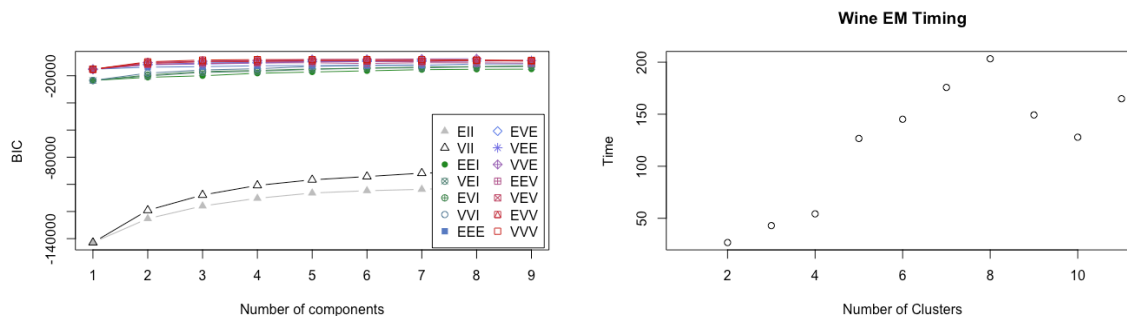 BIC
-20000
-80000
-140000
EII
VII
EEI
VEI
EVI
VVI
EEE
EVE
VEE
VVE
EEV
VEV
EVV
VVV
1 2 3 4 5 6 7 8 9
Number of components
Wine EM Timing
Time
200
150
100
50
2 4 6 8 10
Number of Clusters